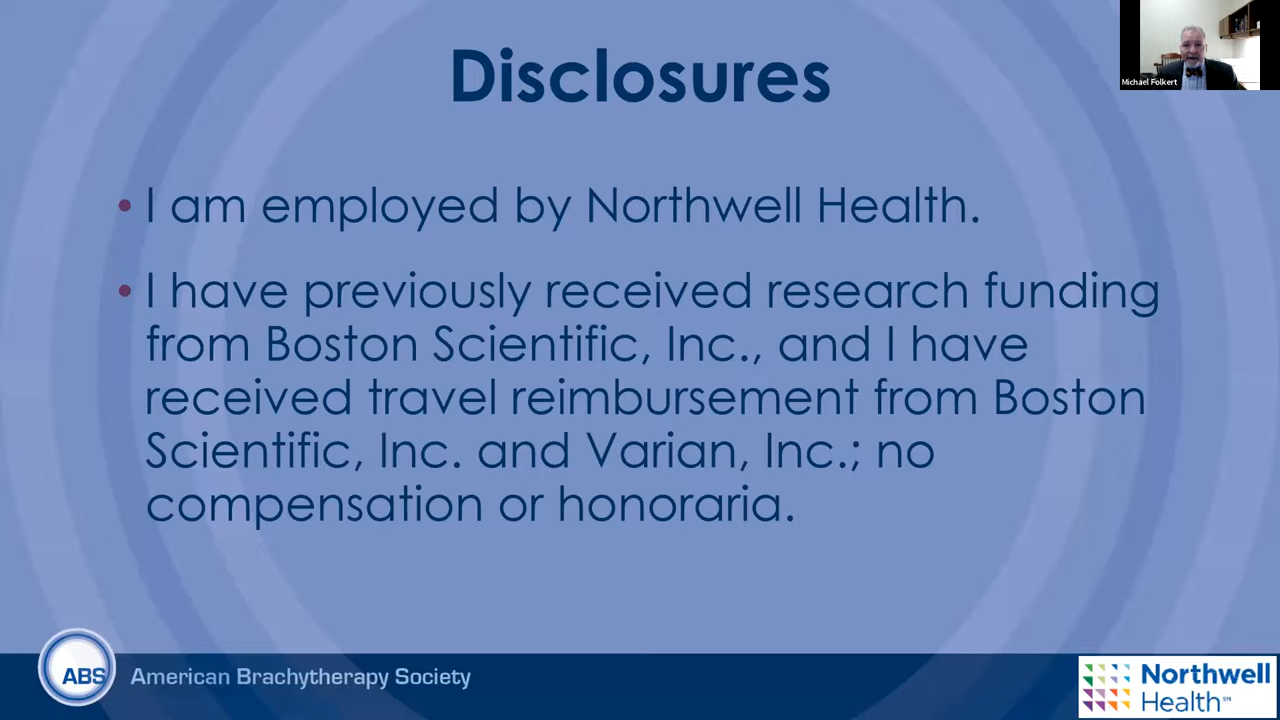 Disclosures
Michael Folkert
• I am employed by Northwell Health.
• I have previously received research funding
from Boston Scientific, Inc., and I have
received travel reimbursement from Boston
Scientific, Inc. and Varian, Inc.; no
compensation or honoraria.
ABS American Brachytherapy Society
Northwell
Health℠